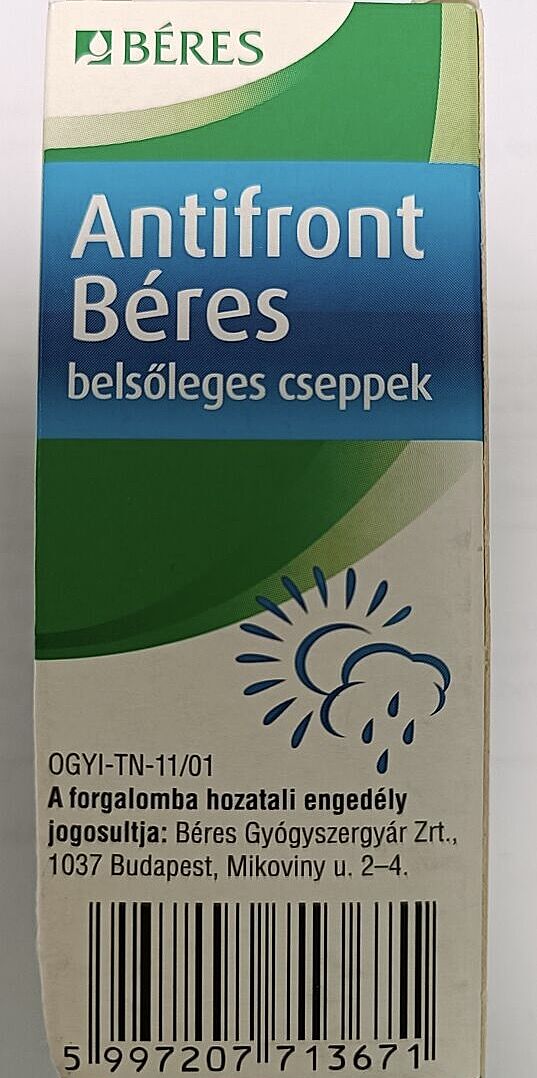 BÉRES
Antifront
Béres
belsőleges cseppek
OGYI-TN-11/01
A forgalomba hozatali engedély
jogosultja: Béres Gyógyszergyár Zrt.,
1037 Budapest, Mikoviny u. 2–4.
5 997207 713671